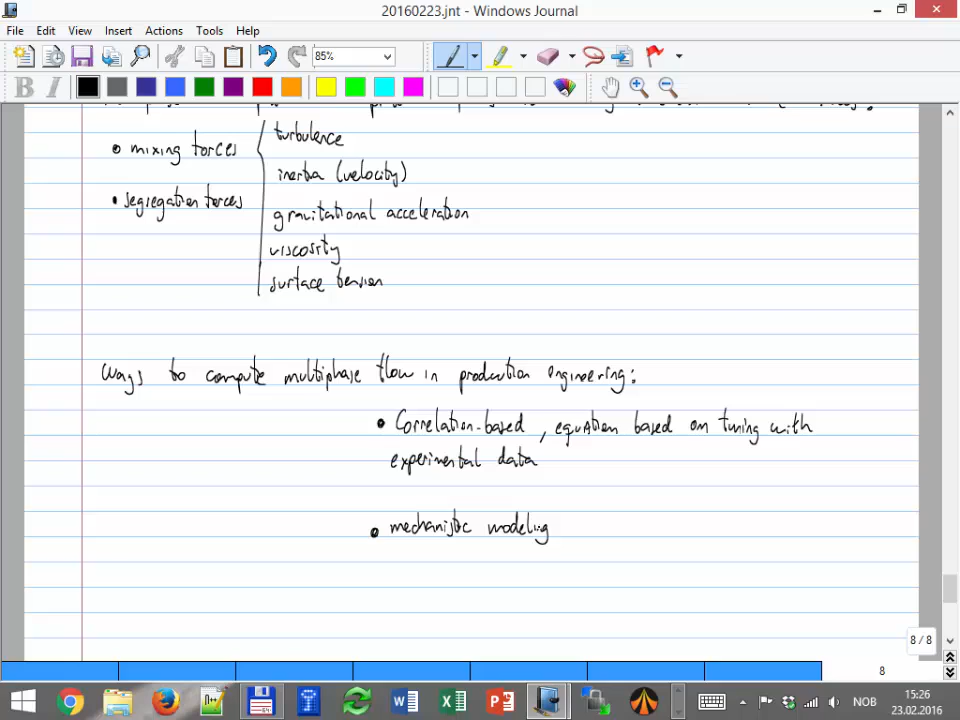 20160223.jnt - Windows Journal
File Edit View Insert Actions Tools Help
85%
B I
• mixing forces
turbulence
inertia (velocity)
• segregation forces
gravitational acceleration
viscosity
surface tension
Ways to compute multiphase flow in production engineering:
• Correlation-based, equation based on tuning with
experimental data
• mechanistic modeling
8 / 8
8
NOB
15:26
23.02.2016